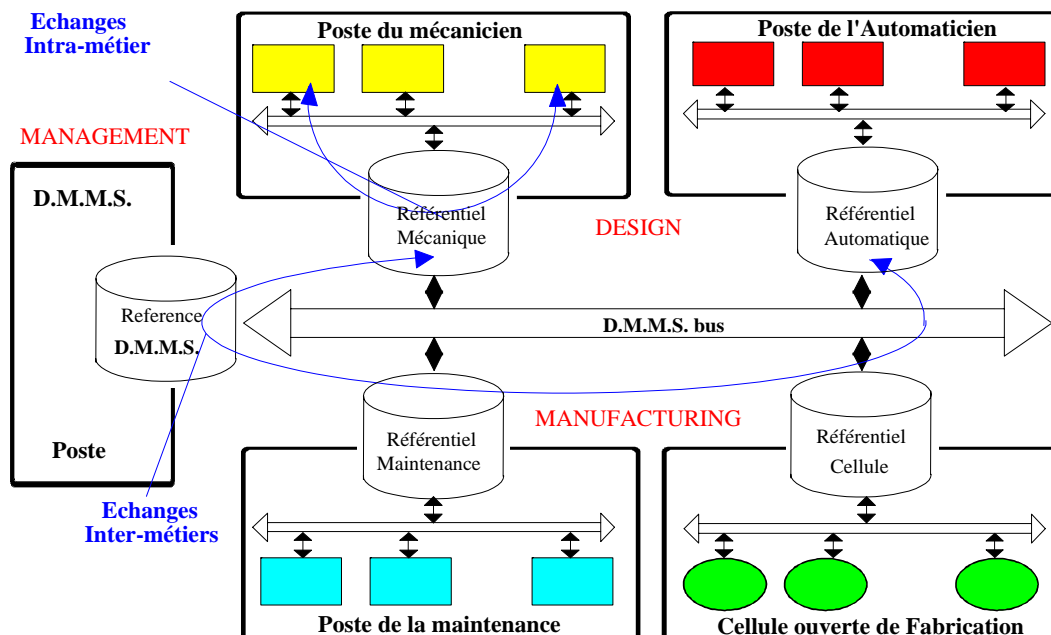 Echanges
Intra-métier
Poste du mécanicien
Poste de l'Automaticien
MANAGEMENT
D.M.M.S.
Référentiel
Mécanique
DESIGN
Référentiel
Automatique
Reference
D.M.M.S.
D.M.M.S. bus
Poste
MANUFACTURING
Référentiel
Maintenance
Référentiel
Cellule
Echanges
Inter-métiers
Poste de la maintenance
Cellule ouverte de Fabrication